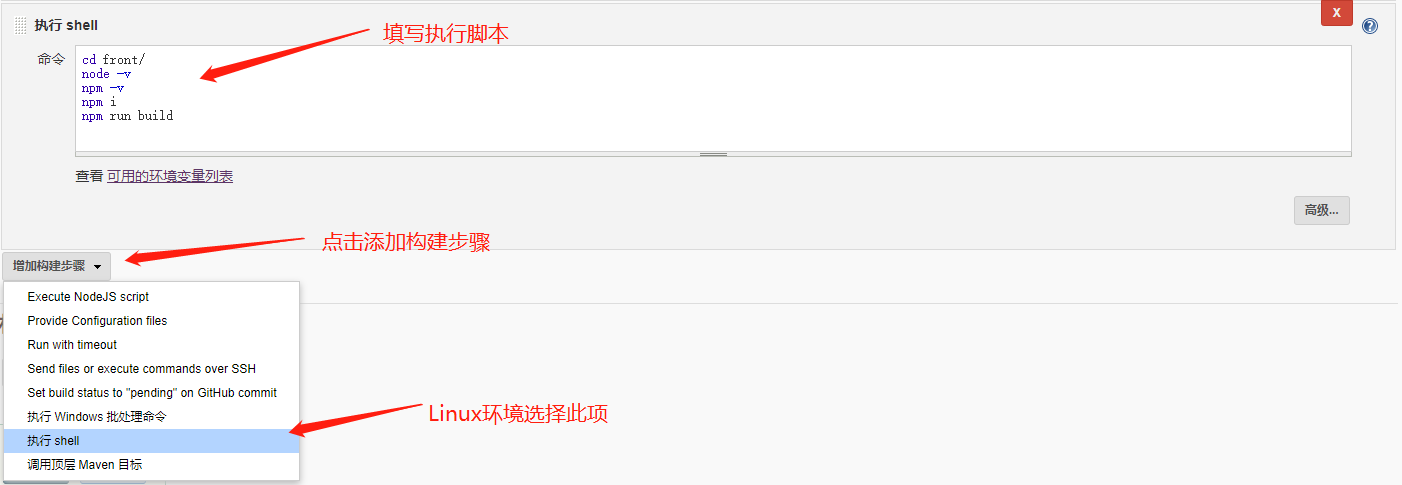 执行 shell
X
填写执行脚本
命令
cd front/
node -v
npm -v
npm i
npm run build
查看 可用的环境变量列表
高级...
点击添加构建步骤
增加构建步骤
Execute NodeJS script
Provide Configuration files
Run with timeout
Send files or execute commands over SSH
Set build status to "pending" on GitHub commit
执行 Windows 批处理命令
Linux环境选择此项
执行 shell
调用顶层 Maven 目标